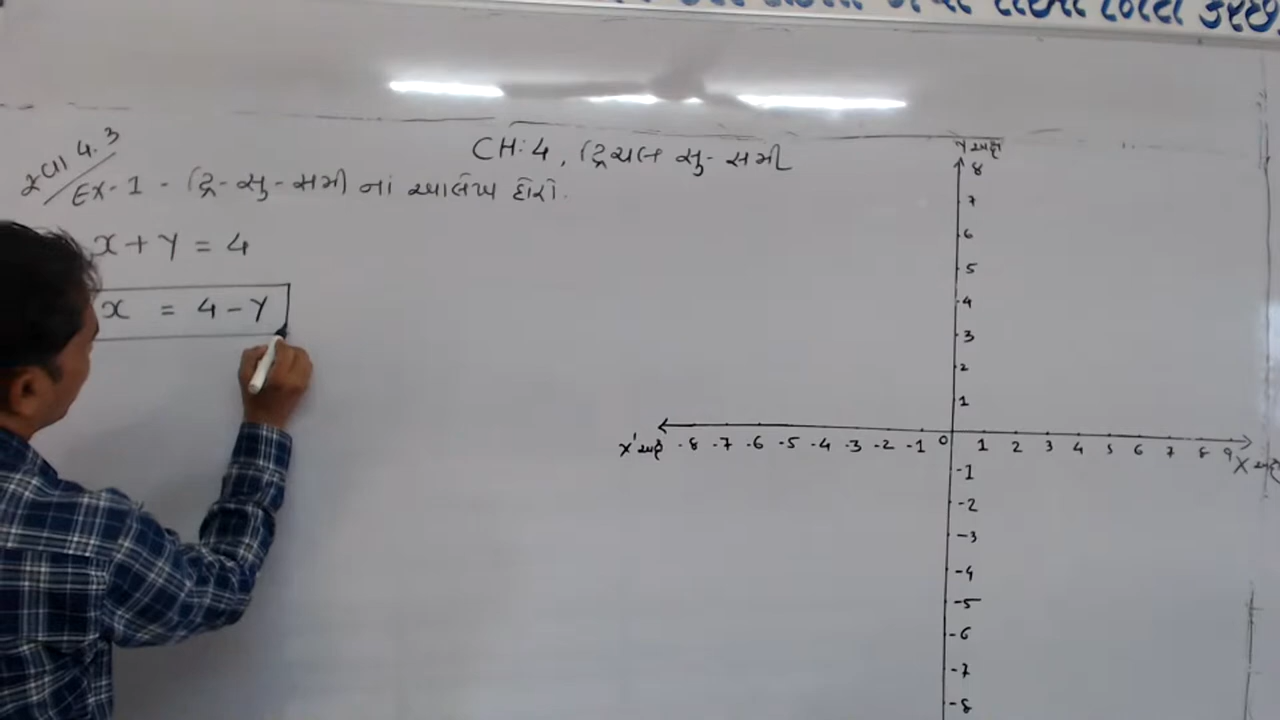 CH:4, દ્વિચલ સુ-સમી
સ્વા 4.3
Ex-1 - દ્વિ-સુ-સમી નાં આલેખ દોરો.
x + y = 4
x = 4 - y
y અક્ષ
8
7
6
5
4
3
2
1
x' અક્ષ -8 -7 -6 -5 -4 -3 -2 -1 0 1 2 3 4 5 6 7 8 9 X અક્ષ
-1
-2
-3
-4
-5
-6
-7
-8